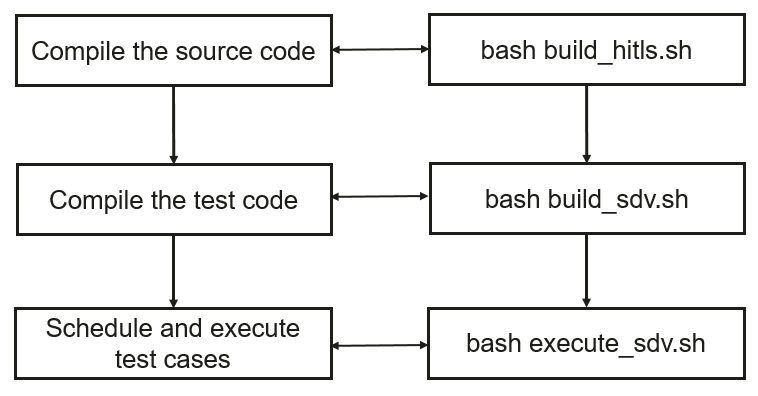 Compile the source code
bash build_hitls.sh
Compile the test code
bash build_sdv.sh
Schedule and execute
test cases
bash execute_sdv.sh